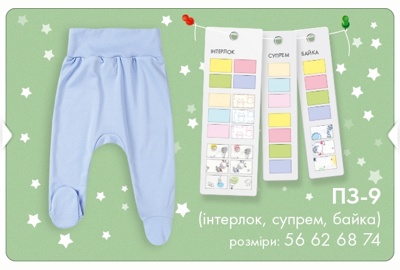 ІНТЕРЛОК
СУПРЕМ
БАЙКА
ПЗ-9
(інтерлок, супрем, байка)
розміри: 56 62 68 74